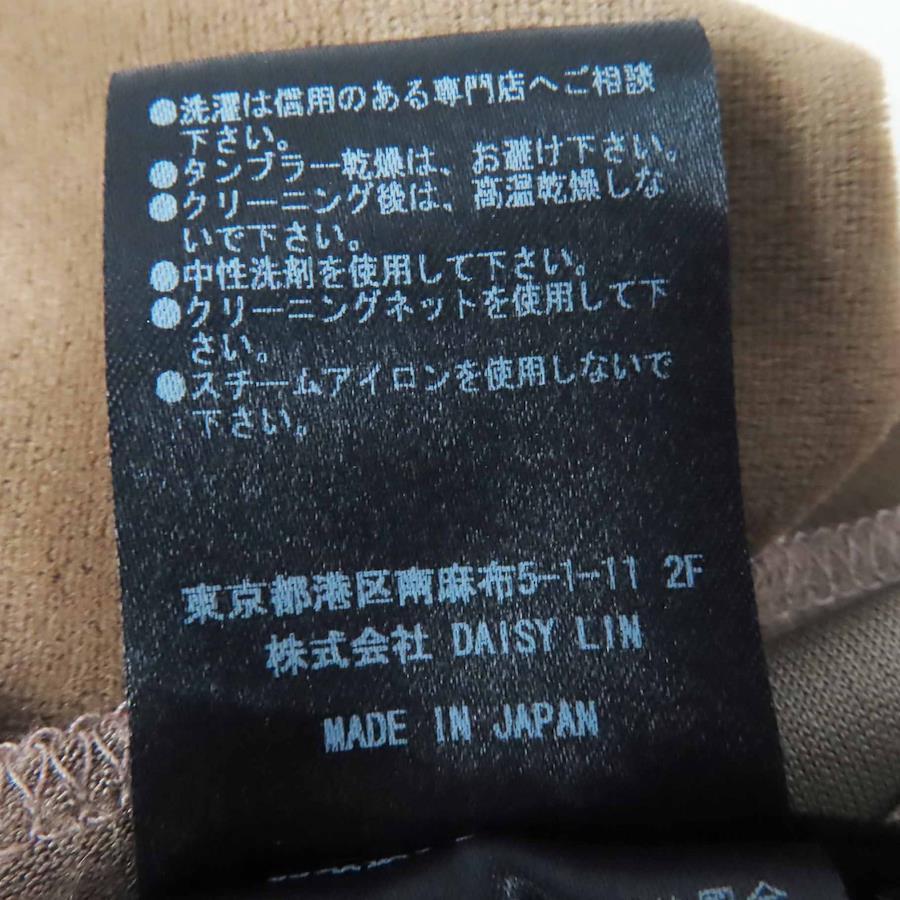 ●洗濯は信用のある専門店へご相談
下さい。
●タンブラー乾燥は、お避け下さい。
●クリーニング後は、高温乾燥しな
いで下さい。
●中性洗剤を使用して下さい。
●クリーニングネットを使用して下
さい。
●スチームアイロンを使用しないで
下さい。
東京都港区南麻布5-1-11 2F
株式会社 DAISY LIN
MADE IN JAPAN